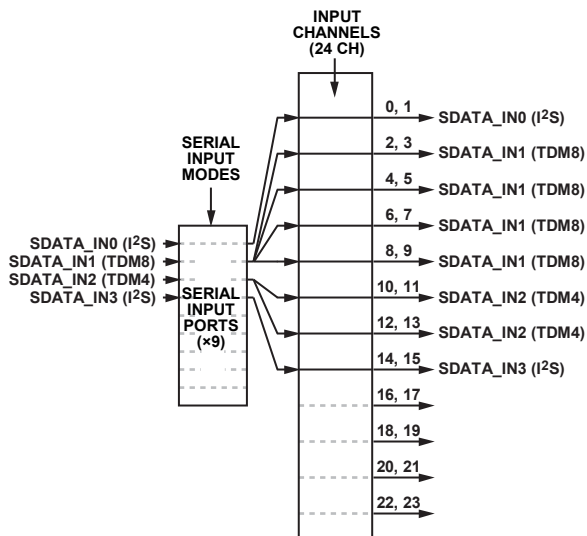 INPUT
CHANNELS
(24 CH)
SERIAL
INPUT
MODES
SDATA_IN0 (I²S)
SDATA_IN1 (TDM8)
SDATA_IN2 (TDM4)
SDATA_IN3 (I²S)
SERIAL
INPUT
PORTS
(×9)
0, 1 SDATA_IN0 (I²S)
2, 3 SDATA_IN1 (TDM8)
4, 5 SDATA_IN1 (TDM8)
6, 7 SDATA_IN1 (TDM8)
8, 9 SDATA_IN1 (TDM8)
10, 11 SDATA_IN2 (TDM4)
12, 13 SDATA_IN2 (TDM4)
14, 15 SDATA_IN3 (I²S)
16, 17
18, 19
20, 21
22, 23